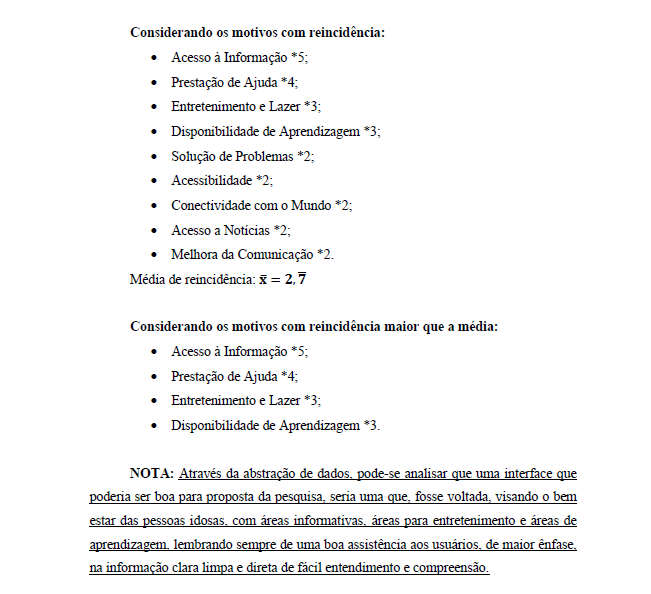 Considerando os motivos com reincidência:
• Acesso à Informação *5;
• Prestação de Ajuda *4;
• Entretenimento e Lazer *3;
• Disponibilidade de Aprendizagem *3;
• Solução de Problemas *2;
• Acessibilidade *2;
• Conectividade com o Mundo *2;
• Acesso a Notícias *2;
• Melhora da Comunicação *2.
Média de reincidência: x̄ = 2,7̄
Considerando os motivos com reincidência maior que a média:
• Acesso à Informação *5;
• Prestação de Ajuda *4;
• Entretenimento e Lazer *3;
• Disponibilidade de Aprendizagem *3.
NOTA: Através da abstração de dados, pode-se analisar que uma interface que
poderia ser boa para proposta da pesquisa, seria uma que, fosse voltada, visando o bem
estar das pessoas idosas, com áreas informativas, áreas para entretenimento e áreas de
aprendizagem, lembrando sempre de uma boa assistência aos usuários, de maior ênfase,
na informação clara limpa e direta de fácil entendimento e compreensão.